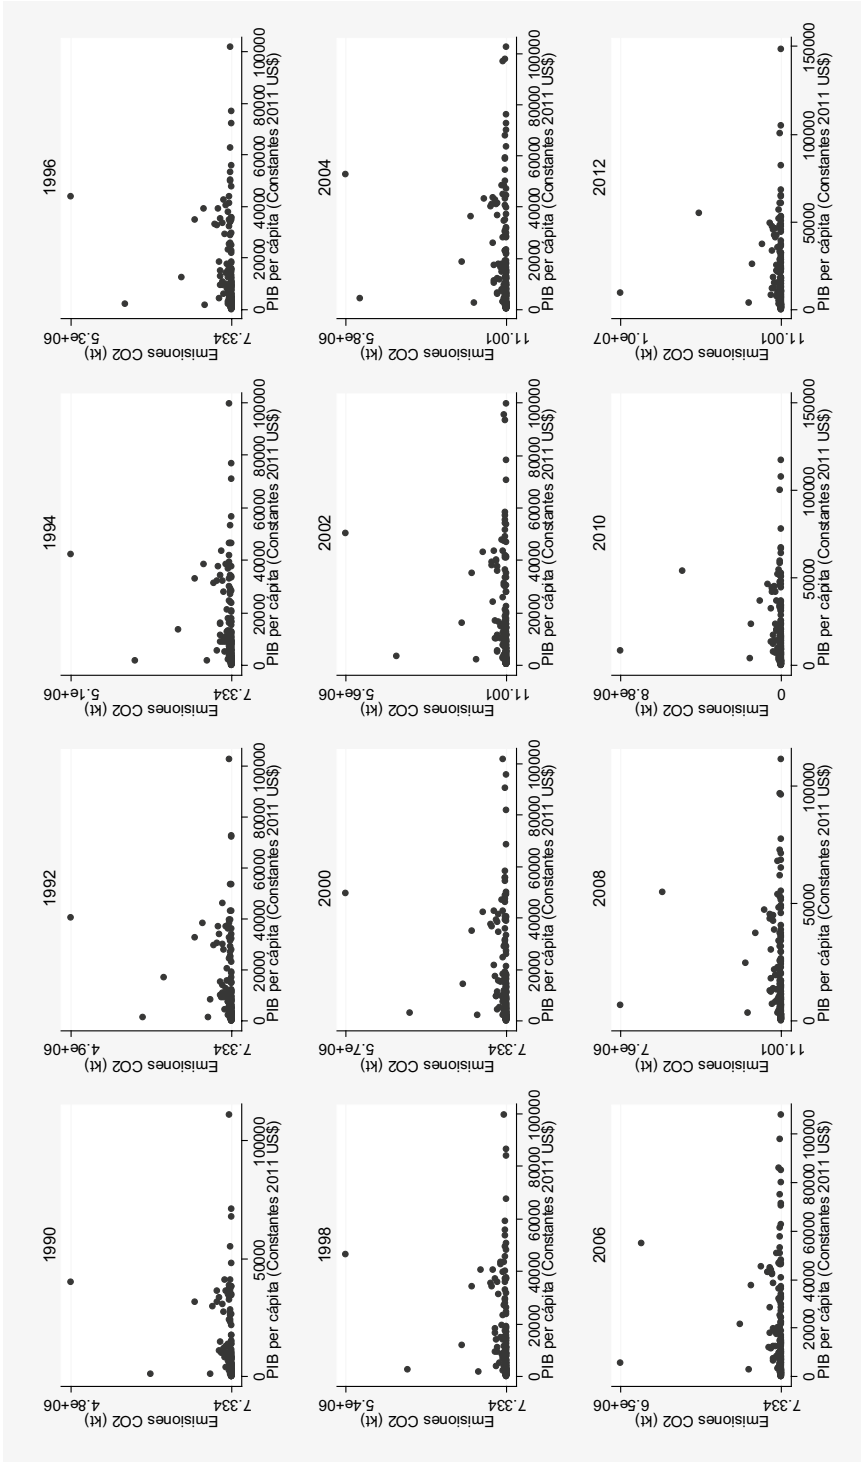 1990
Emisiones CO2 (kt)
4.8e+06
7.334
0 50000 100000
PIB per cápita (Constantes 2011 US$)
1992
Emisiones CO2 (kt)
4.9e+06
7.334
0 20000 40000 60000 80000 100000
PIB per cápita (Constantes 2011 US$)
1994
Emisiones CO2 (kt)
5.1e+06
7.334
0 20000 40000 60000 80000 100000
PIB per cápita (Constantes 2011 US$)
1996
Emisiones CO2 (kt)
5.3e+06
7.334
0 20000 40000 60000 80000 100000
PIB per cápita (Constantes 2011 US$)
1998
Emisiones CO2 (kt)
5.4e+06
7.334
0 20000 40000 60000 80000 100000
PIB per cápita (Constantes 2011 US$)
2000
Emisiones CO2 (kt)
5.7e+06
7.334
0 20000 40000 60000 80000 100000
PIB per cápita (Constantes 2011 US$)
2002
Emisiones CO2 (kt)
5.6e+06
11.001
0 20000 40000 60000 80000 100000
PIB per cápita (Constantes 2011 US$)
2004
Emisiones CO2 (kt)
5.8e+06
11.001
0 20000 40000 60000 80000 100000
PIB per cápita (Constantes 2011 US$)
2006
Emisiones CO2 (kt)
6.5e+06
7.334
0 20000 40000 60000 80000 100000
PIB per cápita (Constantes 2011 US$)
2008
Emisiones CO2 (kt)
7.6e+06
11.001
0 50000 100000
PIB per cápita (Constantes 2011 US$)
2010
Emisiones CO2 (kt)
8.8e+06
0
0 50000 100000 150000
PIB per cápita (Constantes 2011 US$)
2012
Emisiones CO2 (kt)
1.0e+07
11.001
0 50000 100000 150000
PIB per cápita (Constantes 2011 US$)